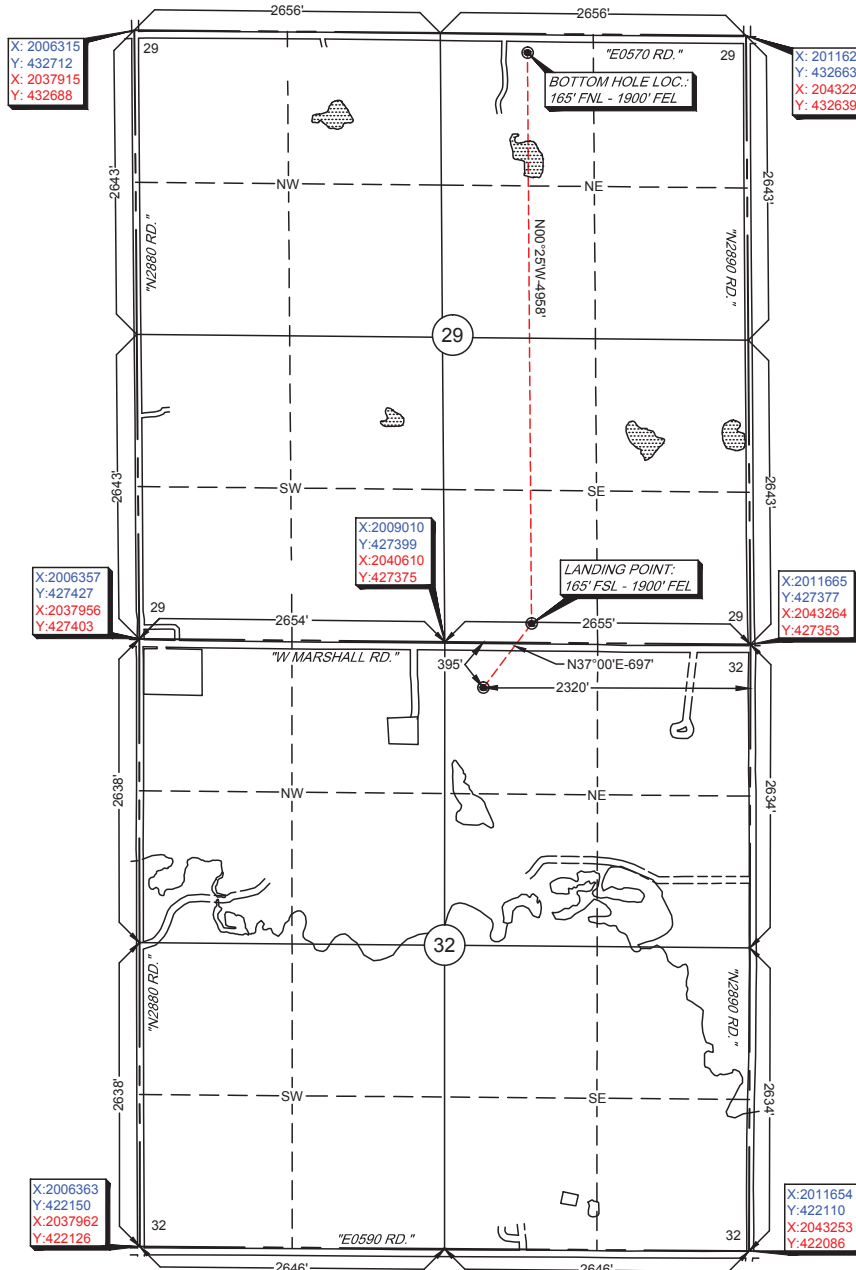 2656'
2656'
X: 2006315
Y: 432712
X: 2037915
Y: 432688
29
"E0570 RD."
29
X: 201162
Y: 432663
X: 204322
Y: 432639
BOTTOM HOLE LOC.:
165' FNL - 1900' FEL
2643'
NW
NE
2643'
"N2880 RD."
N00°25'W-4958'
"N2890 RD."
29
2643'
SW
SE
2643'
X:2009010
Y:427399
X:2040610
Y:427375
LANDING POINT:
165' FSL - 1900' FEL
X:2006357
Y:427427
X:2037956
Y:427403
X:2011665
Y:427377
X:2043264
Y:427353
29
2654'
2655'
29
"W MARSHALL RD."
395'
N37°00'E-697'
32
2320'
2638'
NW
NE
2634'
32
"N2880 RD."
"N2890 RD."
2638'
SW
SE
2634'
X:2006363
Y:422150
X:2037962
Y:422126
X:2011654
Y:422110
X:2043253
Y:422086
32
"E0590 RD."
32
2646'
2646'